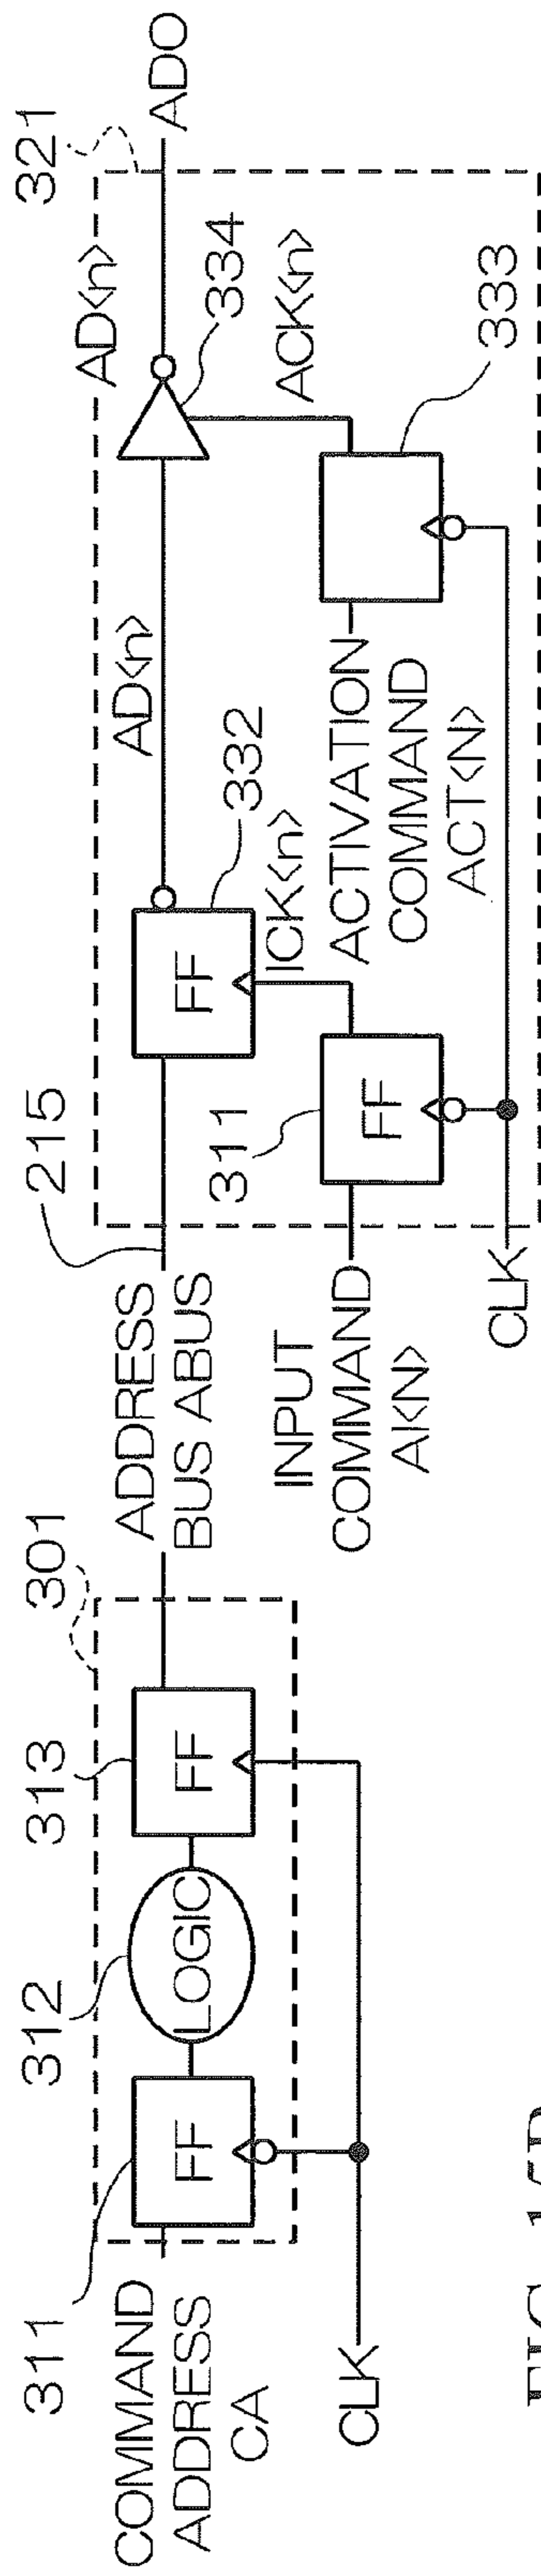 COMMAND
ADDRESS
CA
311
FF
312
LOGIC
313
FF
301
CLK
ADDRESS
BUS ABUS
215
INPUT
COMMAND
AI<N>
CLK
311
FF
FF
332
ICK<n>
AD<n>
ACTIVATION
COMMAND
ACT<N>
333
ACK<n>
334
AD<n>
321
ADO